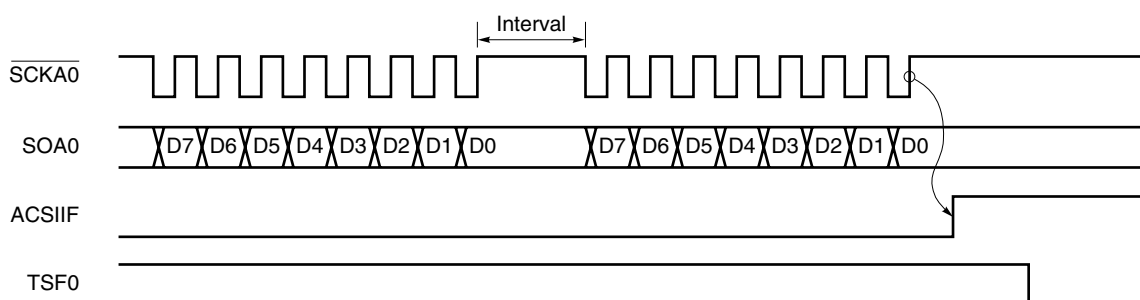 Interval
SCKA0
SOA0 D7 D6 D5 D4 D3 D2 D1 D0 D7 D6 D5 D4 D3 D2 D1 D0
ACSIIF
TSF0